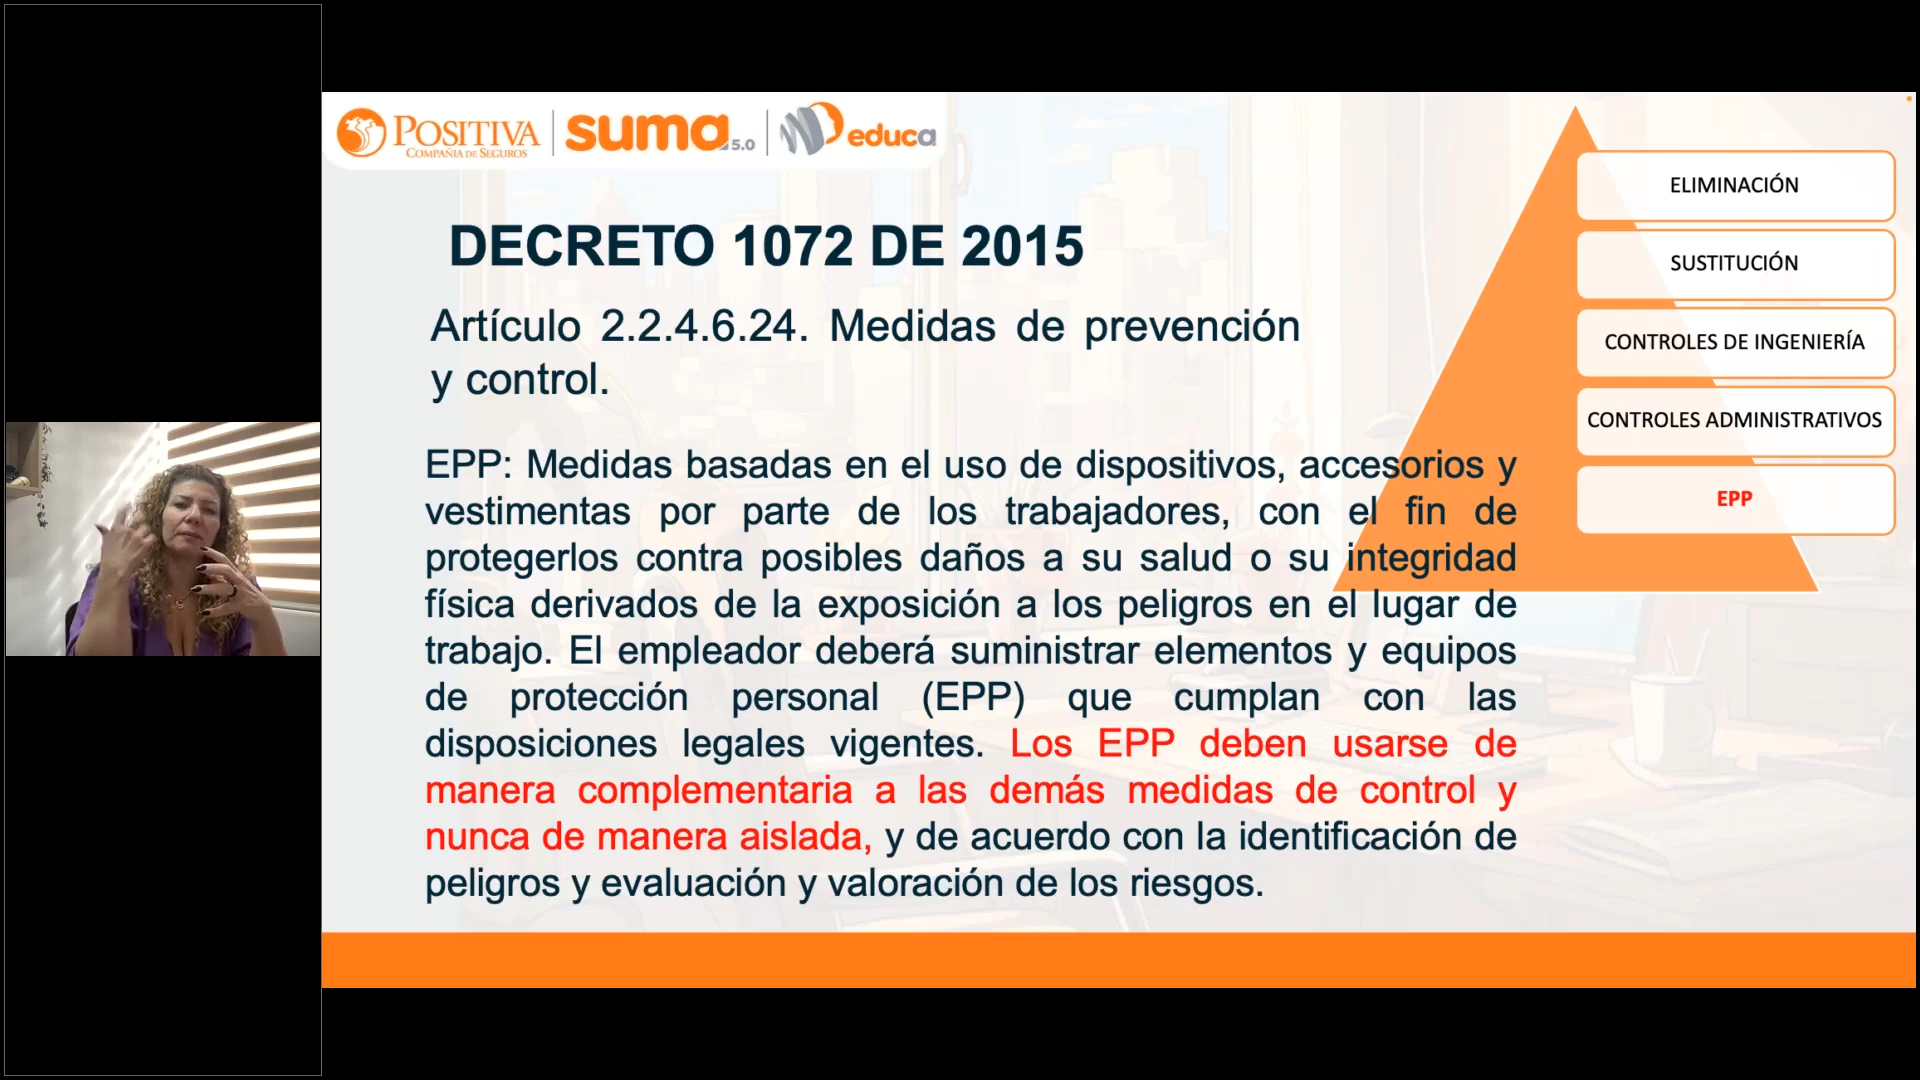 POSITIVA
COMPAÑÍA DE SEGUROS
suma 5.0
educa
DECRETO 1072 DE 2015
Artículo 2.2.4.6.24. Medidas de prevención
y control.
EPP: Medidas basadas en el uso de dispositivos, accesorios y
vestimentas por parte de los trabajadores, con el fin de
protegerlos contra posibles daños a su salud o su integridad
física derivados de la exposición a los peligros en el lugar de
trabajo. El empleador deberá suministrar elementos y equipos
de protección personal (EPP) que cumplan con las
disposiciones legales vigentes. Los EPP deben usarse de
manera complementaria a las demás medidas de control y
nunca de manera aislada, y de acuerdo con la identificación de
peligros y evaluación y valoración de los riesgos.
ELIMINACIÓN
SUSTITUCIÓN
CONTROLES DE INGENIERÍA
CONTROLES ADMINISTRATIVOS
EPP